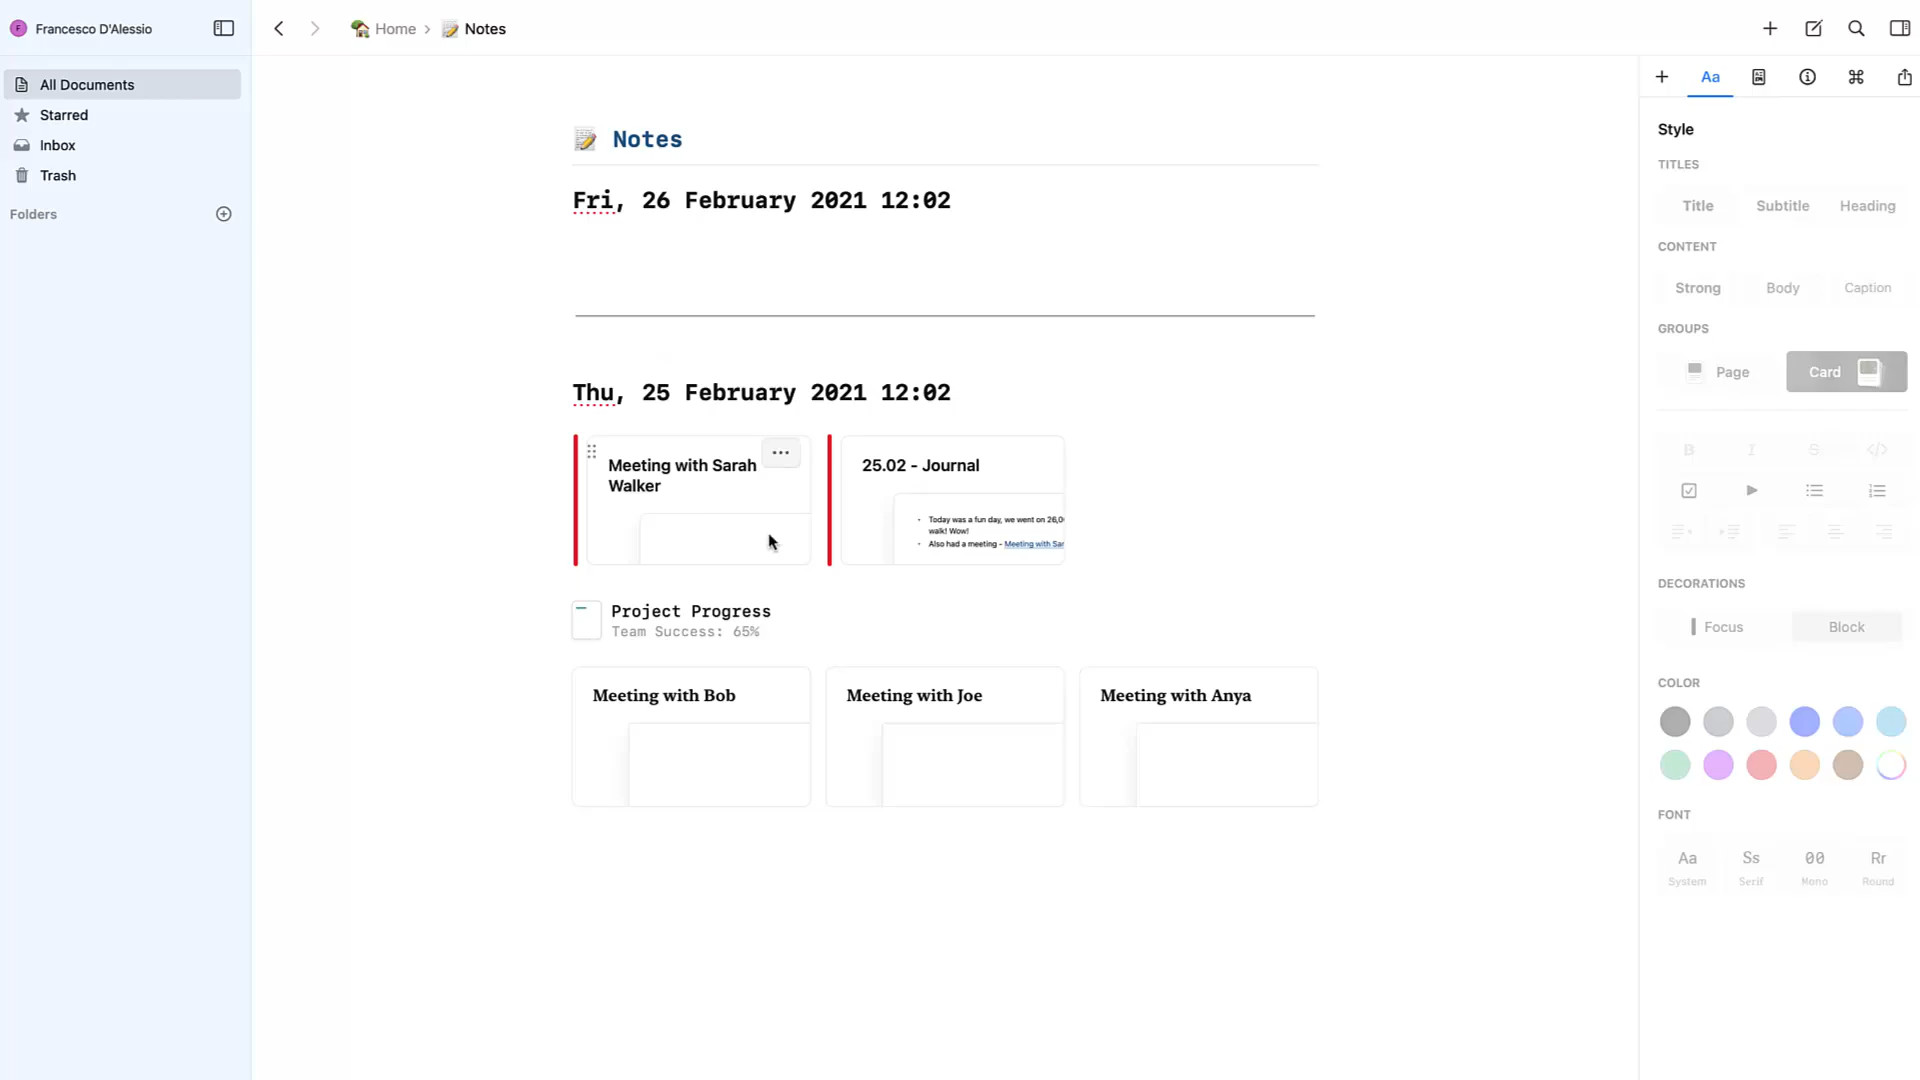 F Francesco D'Alessio
Home › Notes
All Documents
Starred
Inbox
Trash
Folders
Notes
Fri, 26 February 2021 12:02
Thu, 25 February 2021 12:02
Meeting with Sarah
Walker
25.02 - Journal
• Today was a fun day, we went on 26,0
walk! Wow!
• Also had a meeting - Meeting with Sar
Project Progress
Team Success: 65%
Meeting with Bob
Meeting with Joe
Meeting with Anya
Aa
Style
TITLES
Title Subtitle Heading
CONTENT
Strong Body Caption
GROUPS
Page Card
B I S </>
DECORATIONS
Focus Block
COLOR
FONT
Aa Ss 00 Rr
System Serif Mono Round